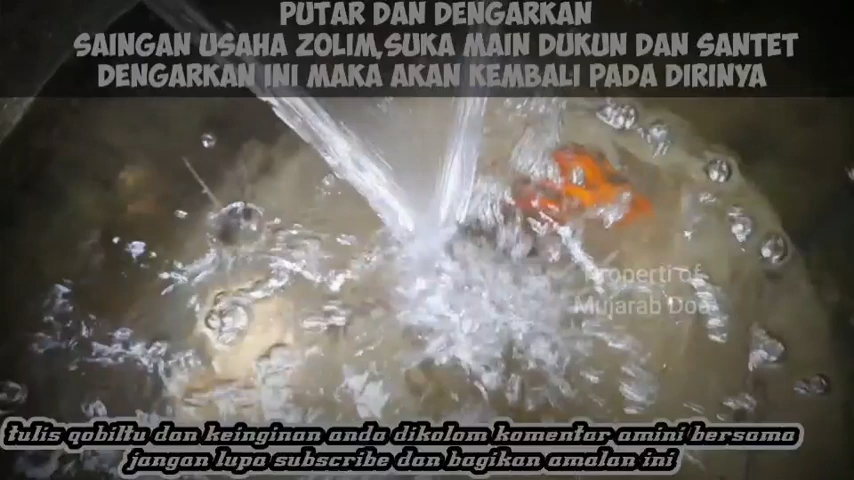 PUTAR DAN DENGARKAN
SAINGAN USAHA ZOLIM,SUKA MAIN DUKUN DAN SANTET
DENGARKAN INI MAKA AKAN KEMBALI PADA DIRINYA
Properti of
Mujarab Doa
tulis qobiltu dan keinginan anda dikolom komentar amini bersama
jangan lupa subscribe dan bagikan amalan ini